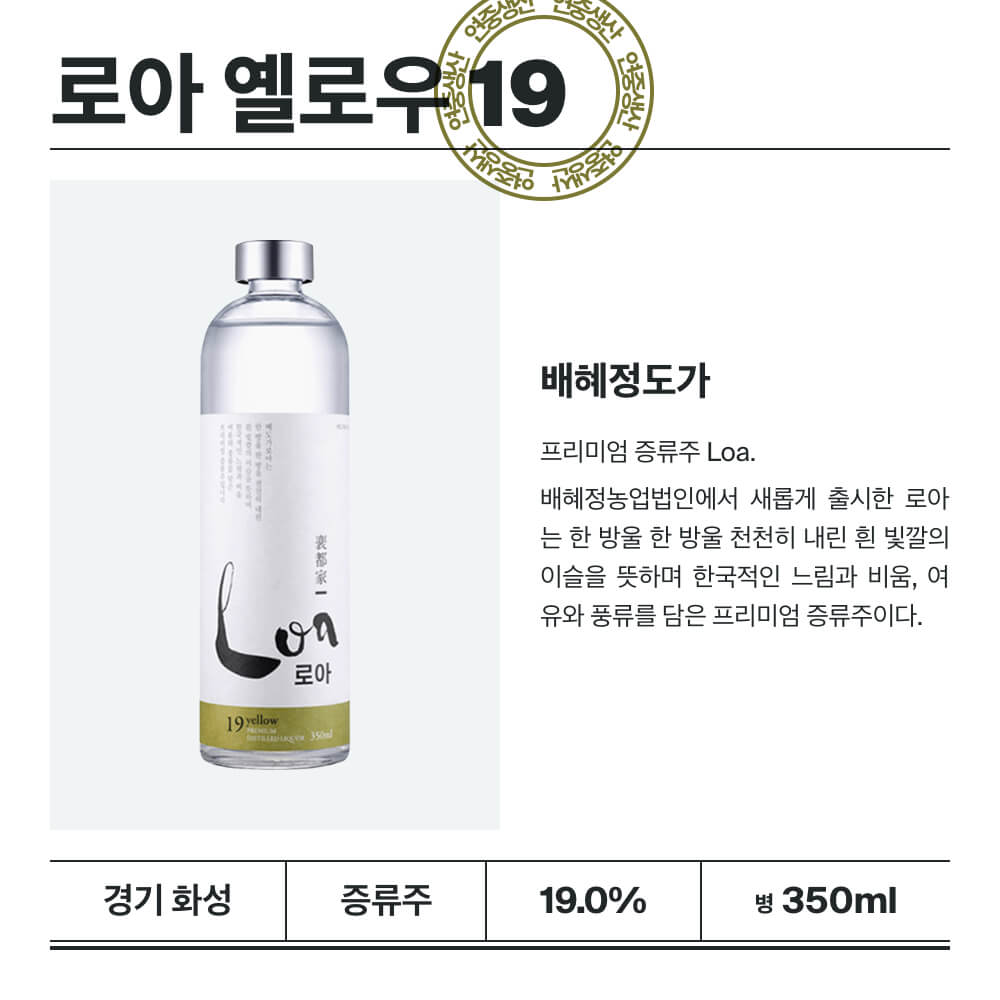 로아 옐로우 19
연중생산 연중생산 연중생산 연중생산 연중생산 연중생산
배혜정도가
프리미엄 증류주 Loa.
배혜정농업법인에서 새롭게 출시한 로아
는 한 방울 한 방울 천천히 내린 흰 빛깔의
이슬을 뜻하며 한국적인 느림과 비움, 여
유와 풍류를 담은 프리미엄 증류주이다.
裵都家
Loa
로아
19 yellow
PREMIUM
DISTILLED LIQUOR 350ml
경기 화성
증류주
19.0%
병 350ml